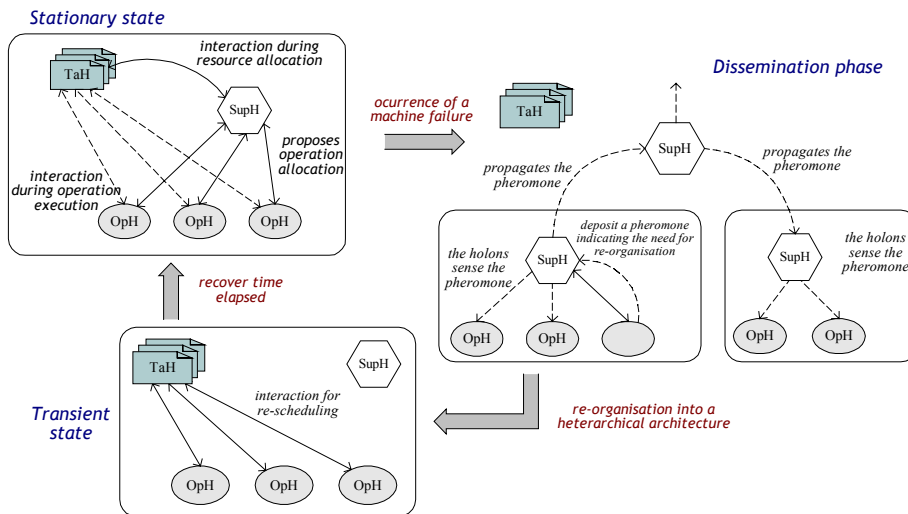 Stationary state
interaction during
resource allocation
TaH
SupH
proposes
operation
allocation
interaction
during operation
execution
OpH
OpH
OpH
ocurrence of a
machine failure
TaH
Dissemination phase
SupH
propagates the
pheromone
propagates the
pheromone
deposit a pheromone
indicating the need for
re-organisation
the holons
sense the
pheromone
SupH
OpH
OpH
SupH
the holons
sense the
pheromone
OpH
OpH
recover time
elapsed
Transient
state
TaH
SupH
interaction for
re-scheduling
OpH
OpH
OpH
re-organisation into a
heterarchical architecture